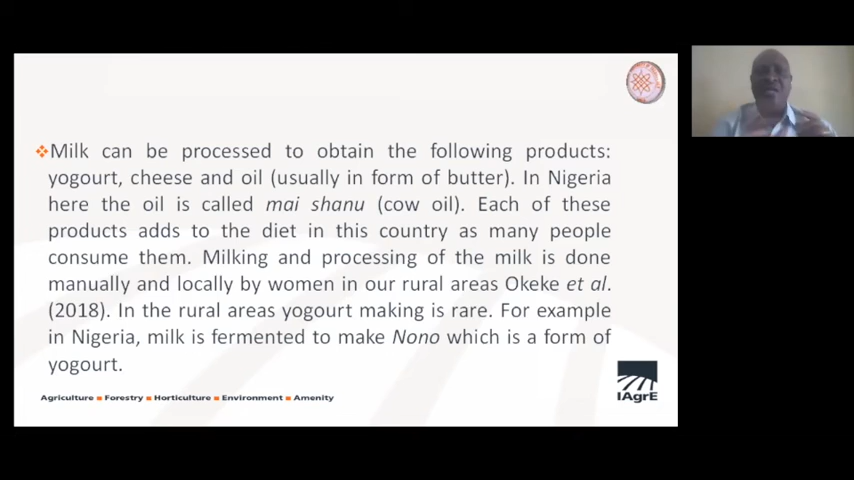 ❖Milk can be processed to obtain the following products:
yogourt, cheese and oil (usually in form of butter). In Nigeria
here the oil is called mai shanu (cow oil). Each of these
products adds to the diet in this country as many people
consume them. Milking and processing of the milk is done
manually and locally by women in our rural areas Okeke et al.
(2018). In the rural areas yogourt making is rare. For example
in Nigeria, milk is fermented to make Nono which is a form of
yogourt.
Agriculture ■ Forestry ■ Horticulture ■ Environment ■ Amenity
IAgrE